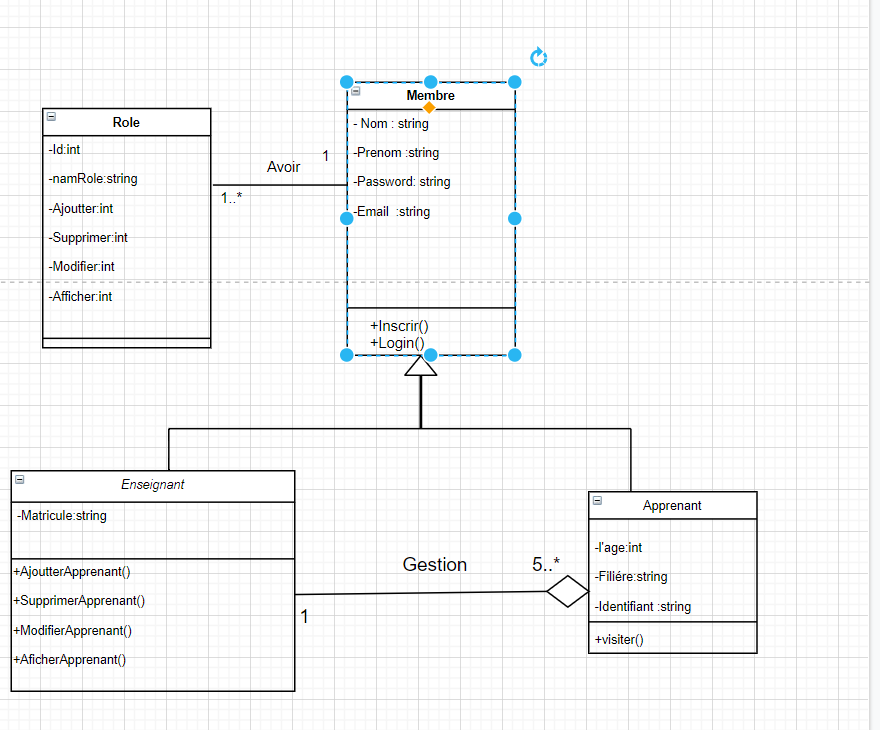 Role
-Id:int
-namRole:string
-Ajoutter:int
-Supprimer:int
-Modifier:int
-Afficher:int
Avoir
1
1..*
Membre
- Nom : string
-Prenom :string
-Password: string
-Email  :string
+Inscrir()
+Login()
Enseignant
-Matricule:string
+AjoutterApprenant()
+SupprimerApprenant()
+ModifierApprenant()
+AficherApprenant()
Gestion
5..*
1
Apprenant
-l'age:int
-Filiére:string
-Identifiant :string
+visiter()